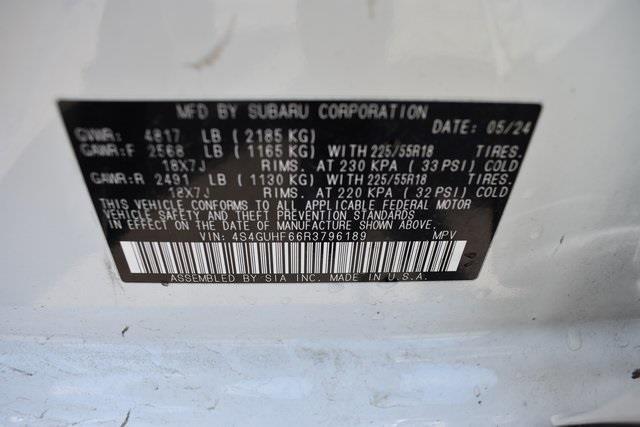 MFD BY SUBARU CORPORATION
GVWR: 4817 LB (2185 KG) DATE: 05/24
GAWR:F 2568 LB (1165 KG) WITH 225/55R18 TIRES.
18X7J RIMS. AT 230 KPA (33 PSI) COLD
GAWR:R 2491 LB (1130 KG) WITH 225/55R18 TIRES.
18X7J RIMS. AT 220 KPA (32 PSI) COLD
THIS VEHICLE CONFORMS TO ALL APPLICABLE FEDERAL MOTOR
VEHICLE SAFETY AND THEFT PREVENTION STANDARDS
IN EFFECT ON THE DATE OF MANUFACTURE SHOWN ABOVE.
VIN: 4S4GUHF66R3796189 MPV
ASSEMBLED BY SIA INC. MADE IN U.S.A.